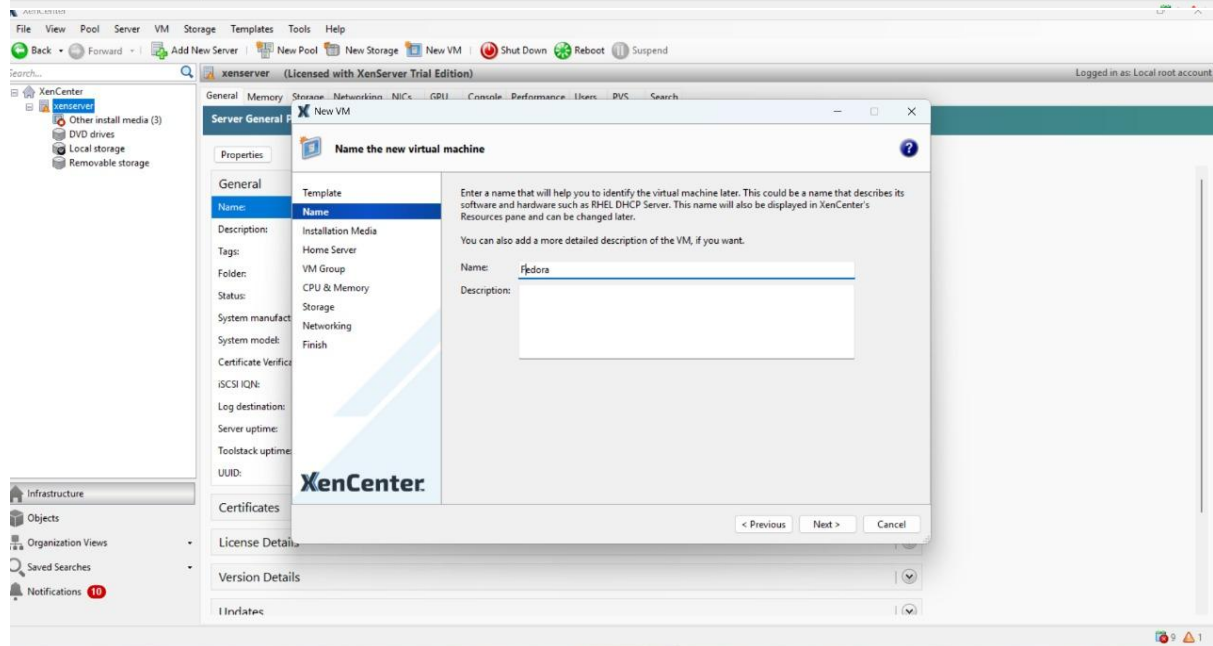 XenCenter
File View Pool Server VM Storage Templates Tools Help
Back Forward Add New Server New Pool New Storage New VM Shut Down Reboot Suspend
Search...
xenserver (Licensed with XenServer Trial Edition) Logged in as: Local root account
XenCenter
xenserver
Other install media (3)
DVD drives
Local storage
Removable storage
General Memory Storage Networking NICs GPU Console Performance Users PVS Search
Server General P
Properties
General
Name:
Description:
Tags:
Folder:
Status:
System manufact
System model:
Certificate Verifica
iSCSI IQN:
Log destination:
Server uptime:
Toolstack uptime:
UUID:
Certificates
License Details
Version Details
Updates
New VM
Name the new virtual machine
Template
Name
Installation Media
Home Server
VM Group
CPU & Memory
Storage
Networking
Finish
XenCenter
Enter a name that will help you to identify the virtual machine later. This could be a name that describes its
software and hardware such as RHEL DHCP Server. This name will also be displayed in XenCenter's
Resources pane and can be changed later.
You can also add a more detailed description of the VM, if you want.
Name: Fedora
Description:
< Previous Next > Cancel
Infrastructure
Objects
Organization Views
Saved Searches
Notifications 10
9 1